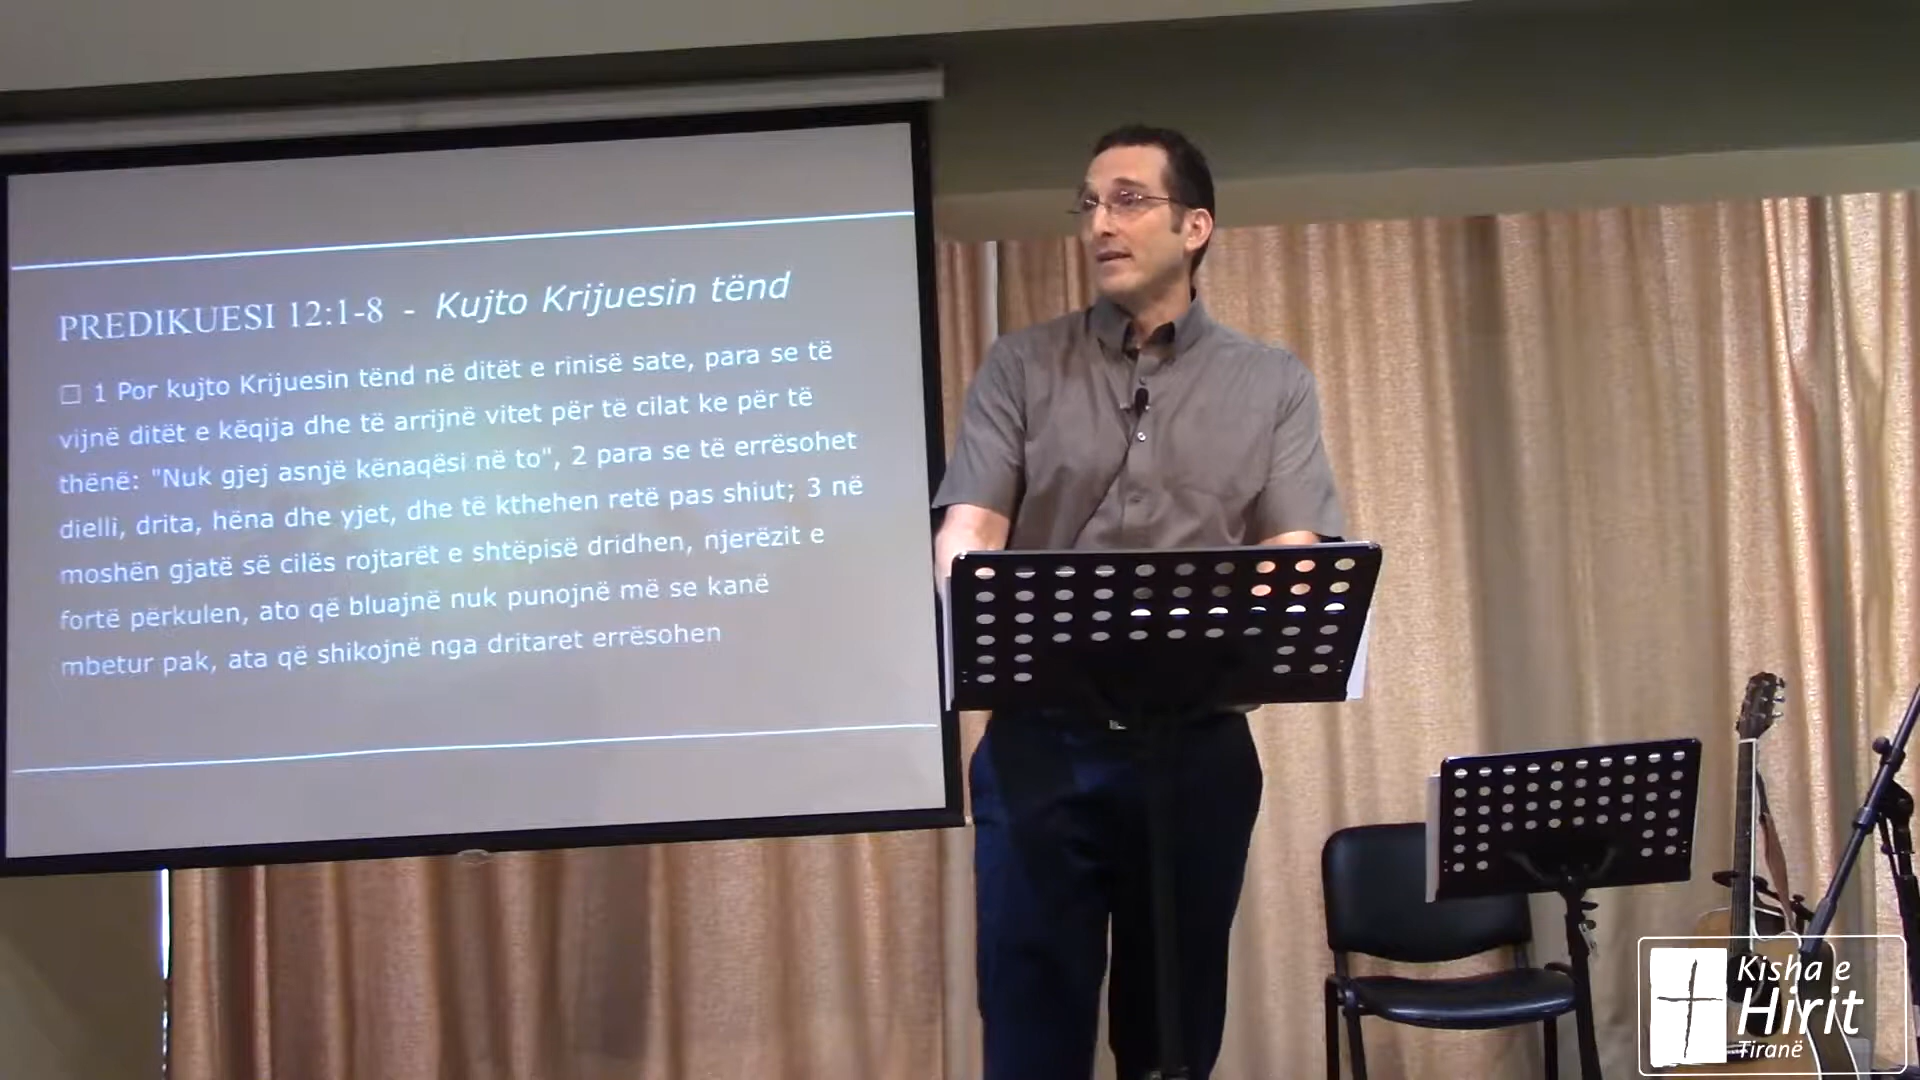 PREDIKUESI 12:1-8 - Kujto Krijuesin tënd
☐ 1 Por kujto Krijuesin tënd në ditët e rinisë sate, para se të
vijnë ditët e këqija dhe të arrijnë vitet për të cilat ke për të
thënë: "Nuk gjej asnjë kënaqësi në to", 2 para se të errësohet
dielli, drita, hëna dhe yjet, dhe të kthehen retë pas shiut; 3 në
moshën gjatë së cilës rojtarët e shtëpisë dridhen, njerëzit e
fortë përkulen, ato që bluajnë nuk punojnë më se kanë
mbetur pak, ata që shikojnë nga dritaret errësohen
Kisha e
Hirit
Tiranë